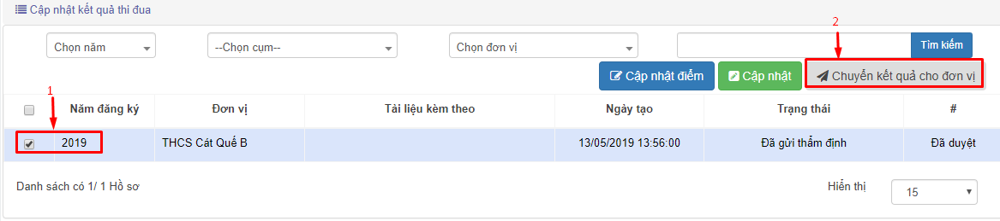 Cập nhật kết quả thi đua
2
Chọn năm --Chọn cụm-- Chọn đơn vị Tìm kiếm
Cập nhật điểm Cập nhật Chuyển kết quả cho đơn vị
1
Năm đăng ký Đơn vị Tài liệu kèm theo Ngày tạo Trạng thái #
2019 THCS Cát Quế B 13/05/2019 13:56:00 Đã gửi thẩm định Đã duyệt
Danh sách có 1/ 1 Hồ sơ Hiển thị 15